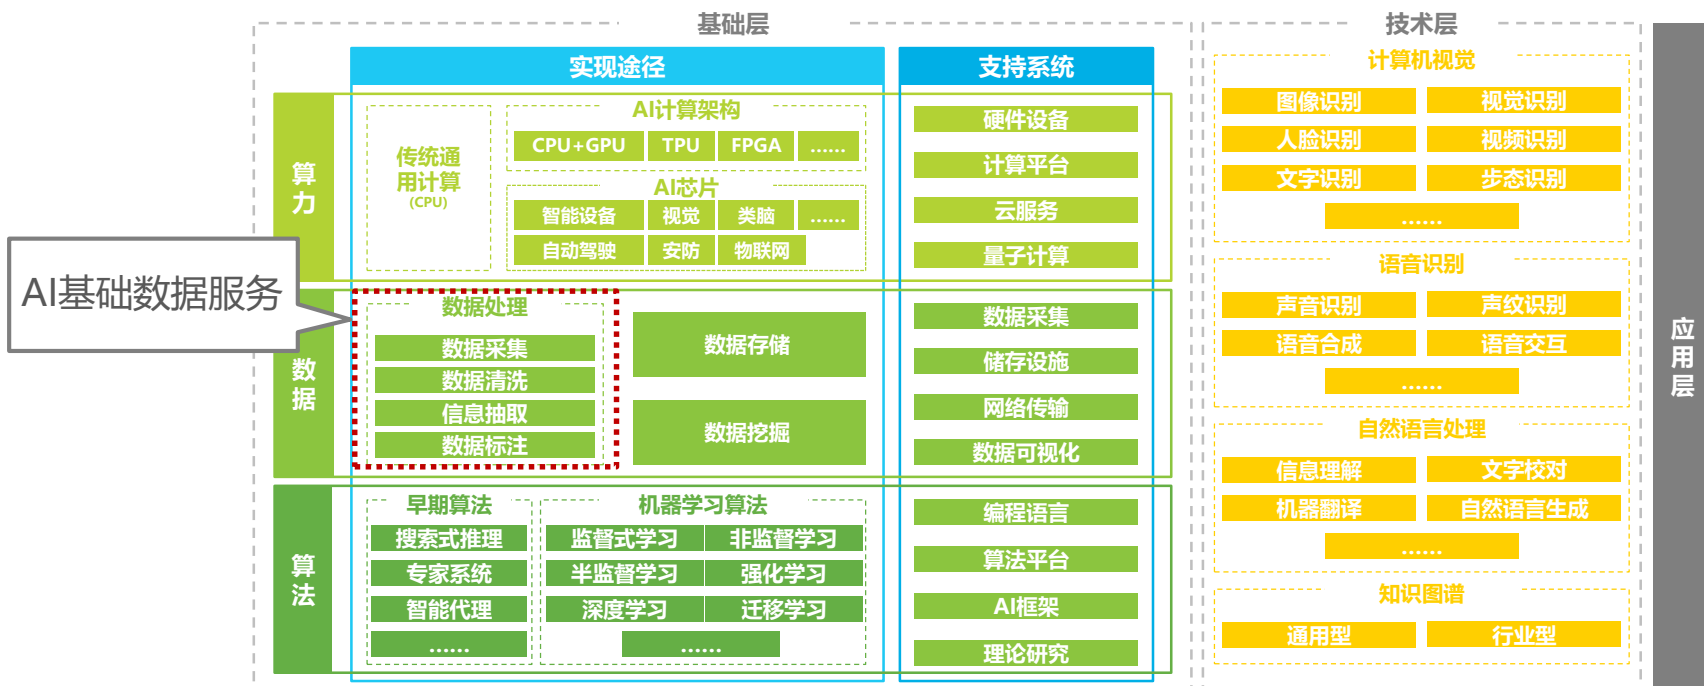 基础层
技术层
应用层
实现途径
支持系统
算力
传统通
用计算
(CPU)
AI计算架构
CPU+GPU
TPU
FPGA
......
AI芯片
智能设备
视觉
类脑
......
自动驾驶
安防
物联网
硬件设备
计算平台
云服务
量子计算
AI基础数据服务
数据
数据处理
数据采集
数据清洗
信息抽取
数据标注
数据存储
数据挖掘
数据采集
储存设施
网络传输
数据可视化
算法
早期算法
搜索式推理
专家系统
智能代理
......
机器学习算法
监督式学习
非监督学习
半监督学习
强化学习
深度学习
迁移学习
......
编程语言
算法平台
AI框架
理论研究
计算机视觉
图像识别
视觉识别
人脸识别
视频识别
文字识别
步态识别
......
语音识别
声音识别
声纹识别
语音合成
语音交互
......
自然语言处理
信息理解
文字校对
机器翻译
自然语言生成
......
知识图谱
通用型
行业型